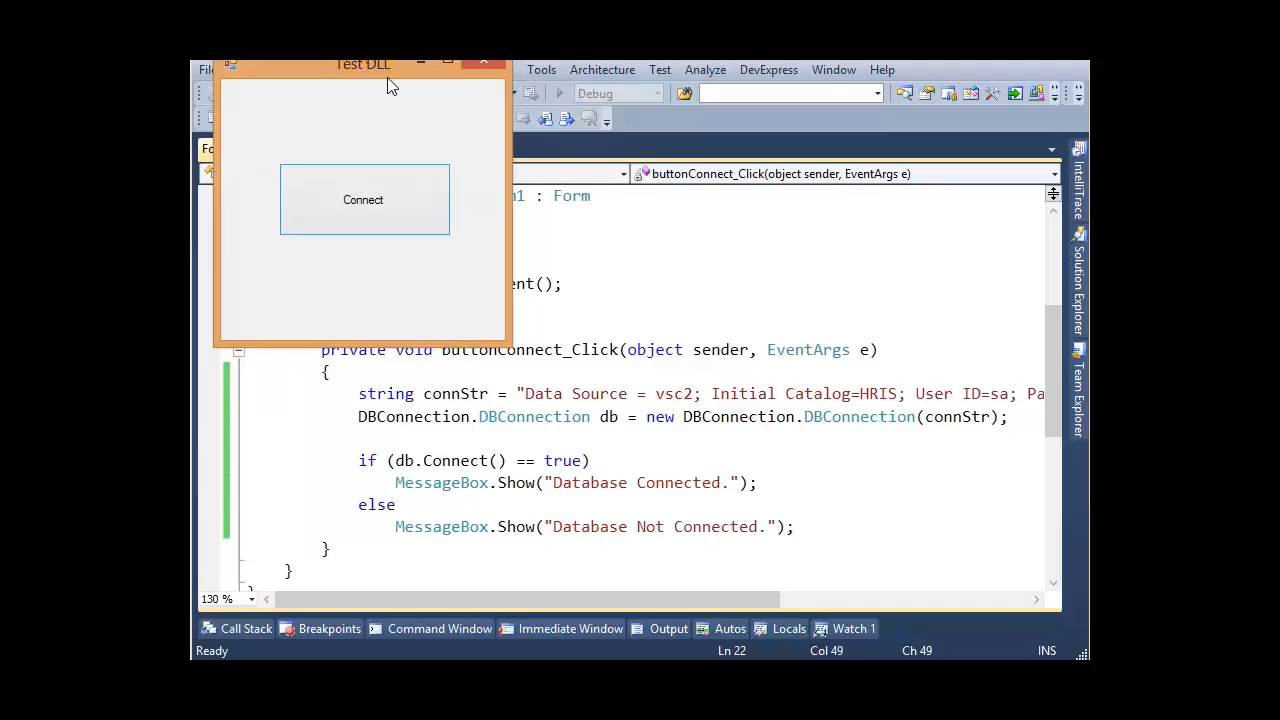 Test DLL
Fil
Tools Architecture Test Analyze DevExpress Window Help
Debug
Fo
buttonConnect_Click(object sender, EventArgs e)
Connect
: Form
ent();
private void buttonConnect_Click(object sender, EventArgs e)
{
string connStr = "Data Source = vsc2; Initial Catalog=HRIS; User ID=sa; Pa
DBConnection.DBConnection db = new DBConnection.DBConnection(connStr);
if (db.Connect() == true)
MessageBox.Show("Database Connected.");
else
MessageBox.Show("Database Not Connected.");
}
}
130 %
Call Stack Breakpoints Command Window Immediate Window Output Autos Locals Watch 1
Ready Ln 22 Col 49 Ch 49 INS
IntelliTrace
Solution Explorer
Team Explorer